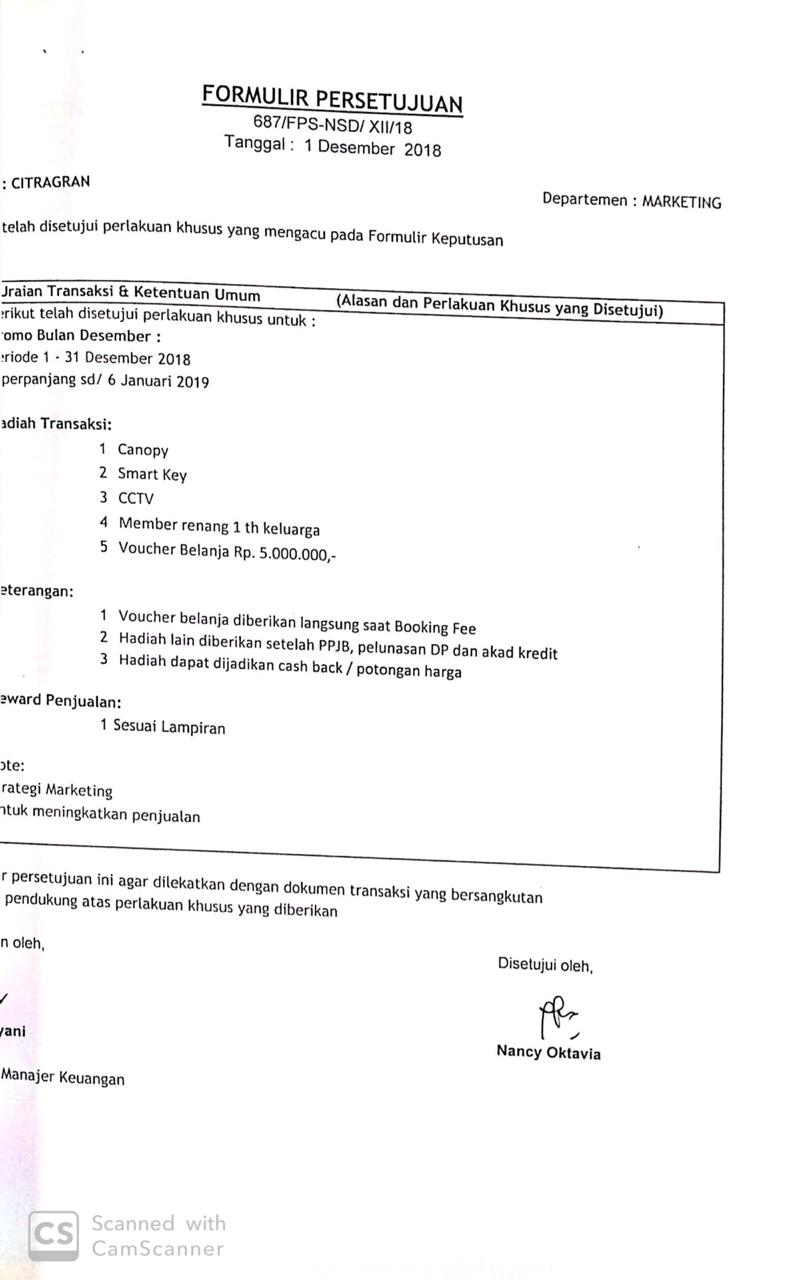 FORMULIR PERSETUJUAN
687/FPS-NSD/ XII/18
Tanggal : 1 Desember 2018
: CITRAGRAN
Departemen : MARKETING
telah disetujui perlakuan khusus yang mengacu pada Formulir Keputusan
Uraian Transaksi & Ketentuan Umum (Alasan dan Perlakuan Khusus yang Disetujui)
erikut telah disetujui perlakuan khusus untuk :
omo Bulan Desember :
eriode 1 - 31 Desember 2018
perpanjang sd/ 6 Januari 2019
adiah Transaksi:
1 Canopy
2 Smart Key
3 CCTV
4 Member renang 1 th keluarga
5 Voucher Belanja Rp. 5.000.000,-
eterangan:
1 Voucher belanja diberikan langsung saat Booking Fee
2 Hadiah lain diberikan setelah PPJB, pelunasan DP dan akad kredit
3 Hadiah dapat dijadikan cash back / potongan harga
eward Penjualan:
1 Sesuai Lampiran
ote:
rategi Marketing
ntuk meningkatkan penjualan
r persetujuan ini agar dilekatkan dengan dokumen transaksi yang bersangkutan
pendukung atas perlakuan khusus yang diberikan
n oleh,
Disetujui oleh,
yani
Nancy Oktavia
Manajer Keuangan
CS Scanned with
CamScanner